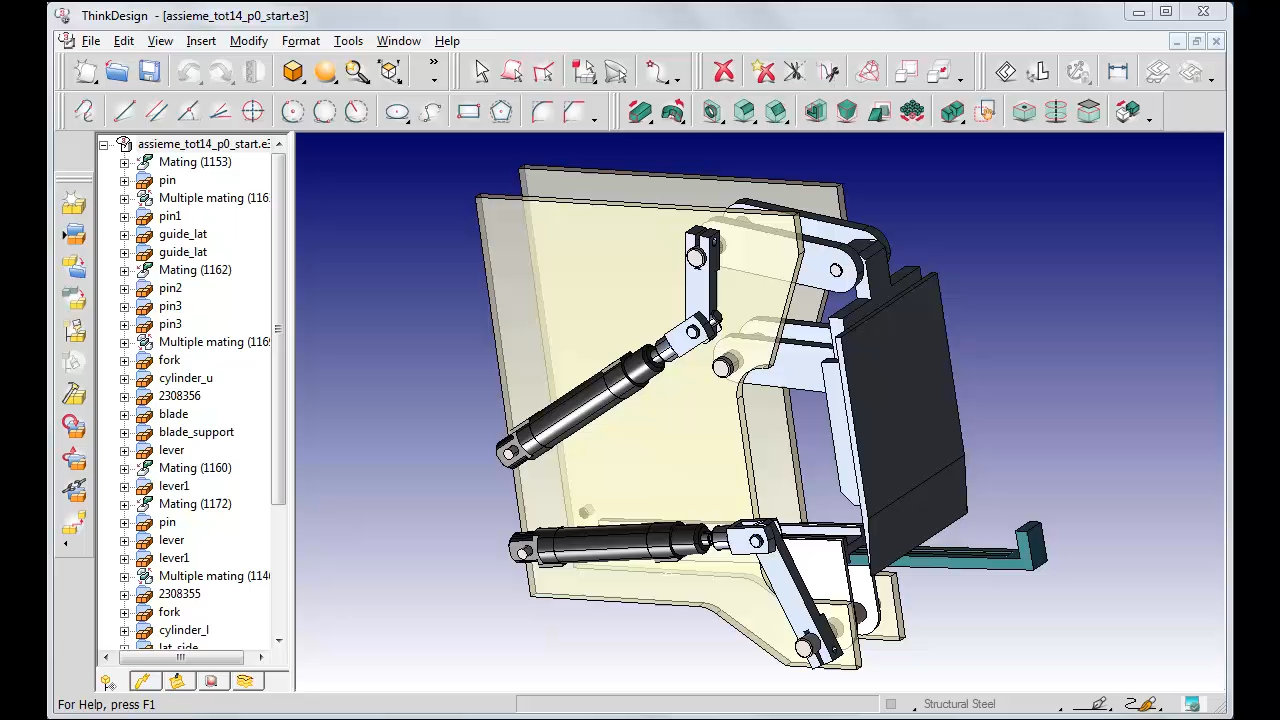 ThinkDesign - [assieme_tot14_p0_start.e3]
File Edit View Insert Modify Format Tools Window Help
assieme_tot14_p0_start.e3
Mating (1153)
pin
Multiple mating (116
pin1
guide_lat
guide_lat
Mating (1162)
pin2
pin3
pin3
Multiple mating (116
fork
cylinder_u
2308356
blade
blade_support
lever
Mating (1160)
lever1
Mating (1172)
pin
lever
lever1
Multiple mating (114
2308355
fork
cylinder_l
lat_side
For Help, press F1
Structural Steel